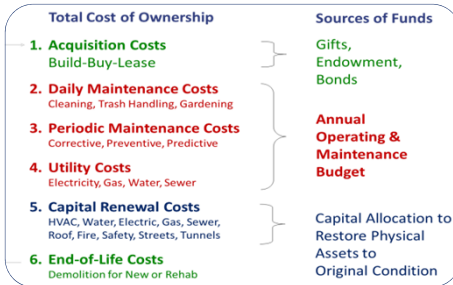 Total Cost of Ownership
Sources of Funds
1. Acquisition Costs
Build-Buy-Lease
Gifts,
Endowment,
Bonds
2. Daily Maintenance Costs
Cleaning, Trash Handling, Gardening
3. Periodic Maintenance Costs
Corrective, Preventive, Predictive
4. Utility Costs
Electricity, Gas, Water, Sewer
Annual
Operating &
Maintenance
Budget
5. Capital Renewal Costs
HVAC, Water, Electric, Gas, Sewer,
Roof, Fire, Safety, Streets, Tunnels
Capital Allocation to
Restore Physical
Assets to
Original Condition
6. End-of-Life Costs
Demolition for New or Rehab